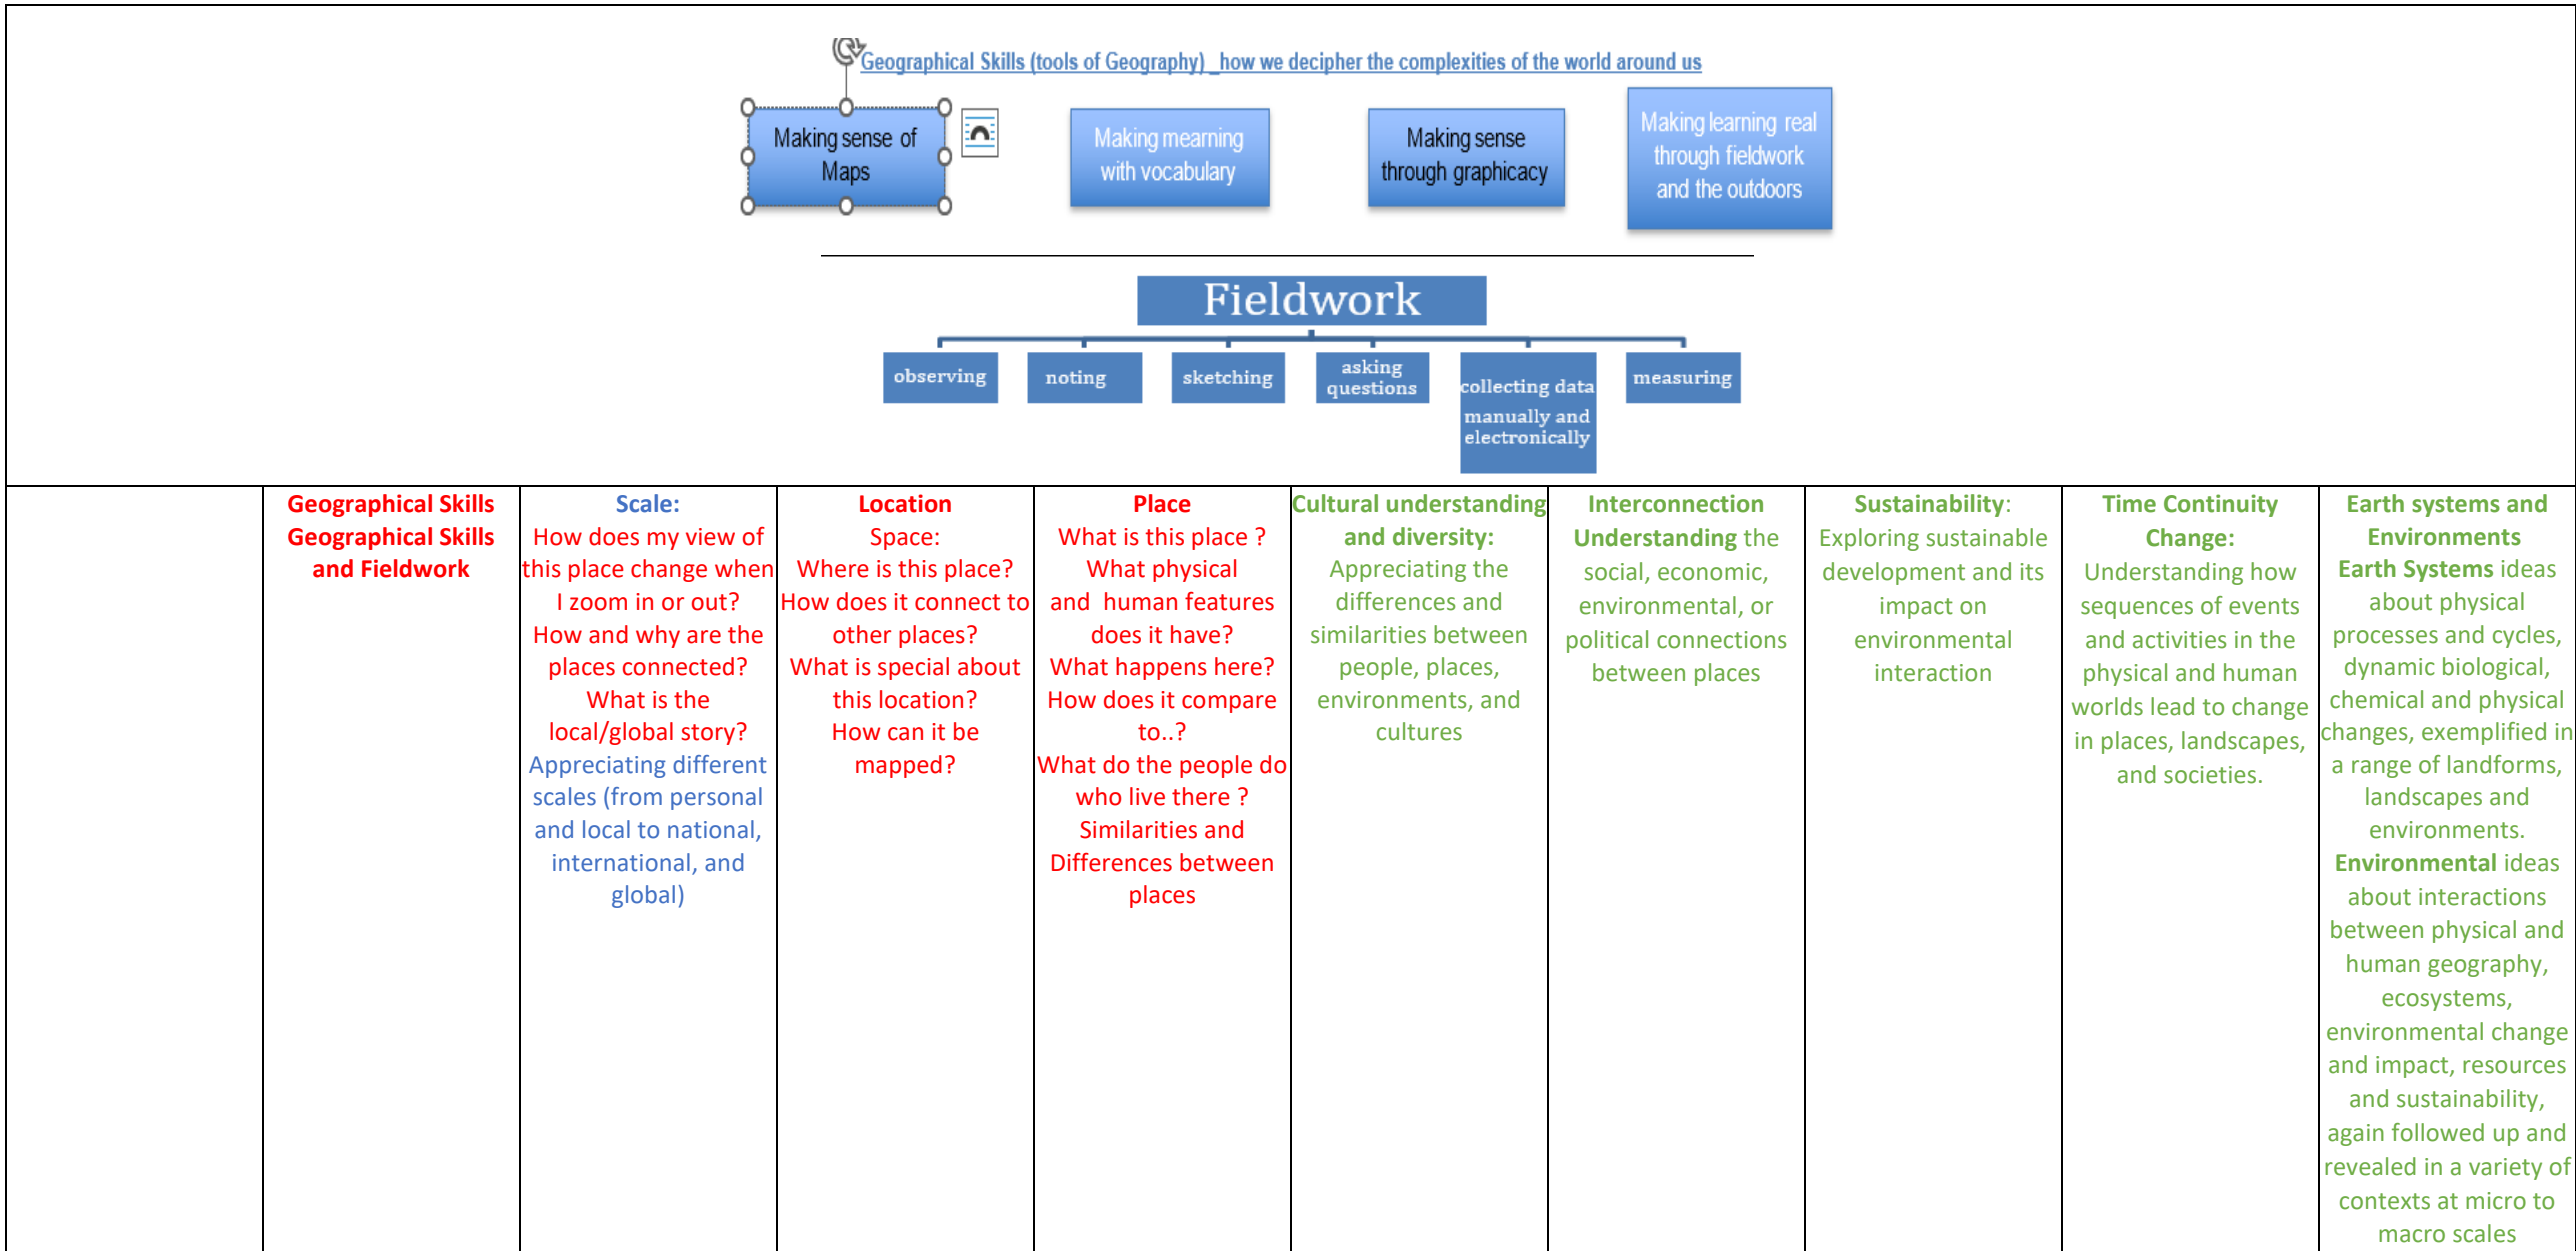 Geographical Skills (tools of Geography)_how we decipher the complexities of the world around us
Making sense of
Maps
Making mearning
with vocabulary
Making sense
through graphicacy
Making learning real
through fieldwork
and the outdoors
Fieldwork
observing
noting
sketching
asking
questions
collecting data
manually and
electronically
measuring
Geographical Skills
Geographical Skills
and Fieldwork
Scale:
How does my view of
this place change when
I zoom in or out?
How and why are the
places connected?
What is the
local/global story?
Appreciating different
scales (from personal
and local to national,
international, and
global)
Location
Space:
Where is this place?
How does it connect to
other places?
What is special about
this location?
How can it be
mapped?
Place
What is this place ?
What physical
and human features
does it have?
What happens here?
How does it compare
to..?
What do the people do
who live there ?
Similarities and
Differences between
places
Cultural understanding
and diversity:
Appreciating the
differences and
similarities between
people, places,
environments, and
cultures
Interconnection
Understanding the
social, economic,
environmental, or
political connections
between places
Sustainability:
Exploring sustainable
development and its
impact on
environmental
interaction
Time Continuity
Change:
Understanding how
sequences of events
and activities in the
physical and human
worlds lead to change
in places, landscapes,
and societies.
Earth systems and
Environments
Earth Systems ideas
about physical
processes and cycles,
dynamic biological,
chemical and physical
changes, exemplified in
a range of landforms,
landscapes and
environments.
Environmental ideas
about interactions
between physical and
human geography,
ecosystems,
environmental change
and impact, resources
and sustainability,
again followed up and
revealed in a variety of
contexts at micro to
macro scales